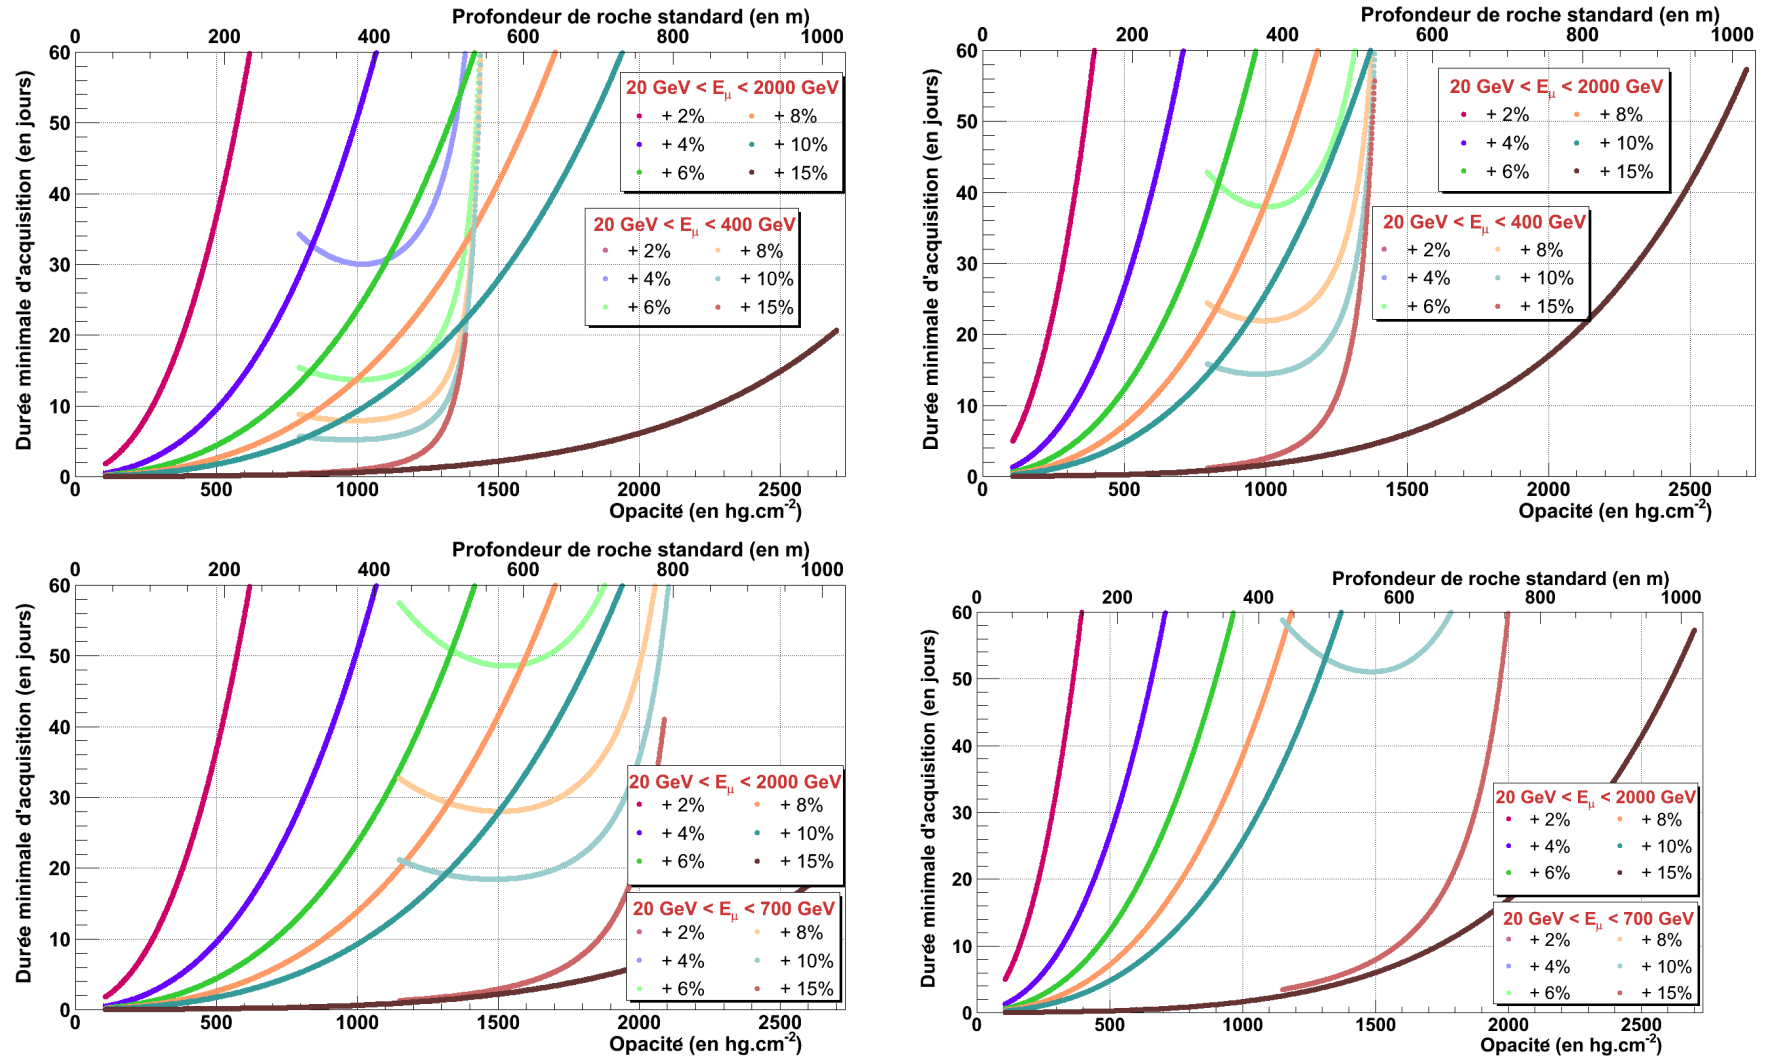 Profondeur de roche standard (en m)
0 200 400 600 800 1000
Durée minimale d'acquisition (en jours)
60
50
40
30
20
10
0
20 GeV < Eμ < 2000 GeV
+ 2% + 8%
+ 4% + 10%
+ 6% + 15%
20 GeV < Eμ < 400 GeV
+ 2% + 8%
+ 4% + 10%
+ 6% + 15%
0 500 1000 1500 2000 2500
Opacité (en hg.cm-2)
Profondeur de roche standard (en m)
0 200 400 600 800 1000
Durée minimale d'acquisition (en jours)
60
50
40
30
20
10
0
20 GeV < Eμ < 2000 GeV
+ 2% + 8%
+ 4% + 10%
+ 6% + 15%
20 GeV < Eμ < 400 GeV
+ 2% + 8%
+ 4% + 10%
+ 6% + 15%
0 500 1000 1500 2000 2500
Opacité (en hg.cm-2)
Profondeur de roche standard (en m)
0 200 400 600 800 1000
Durée minimale d'acquisition (en jours)
60
50
40
30
20
10
0
20 GeV < Eμ < 2000 GeV
+ 2% + 8%
+ 4% + 10%
+ 6% + 15%
20 GeV < Eμ < 700 GeV
+ 2% + 8%
+ 4% + 10%
+ 6% + 15%
0 500 1000 1500 2000 2500
Opacité (en hg.cm-2)
Profondeur de roche standard (en m)
0 200 400 600 800 1000
Durée minimale d'acquisition (en jours)
60
50
40
30
20
10
0
20 GeV < Eμ < 2000 GeV
+ 2% + 8%
+ 4% + 10%
+ 6% + 15%
20 GeV < Eμ < 700 GeV
+ 2% + 8%
+ 4% + 10%
+ 6% + 15%
0 500 1000 1500 2000 2500
Opacité (en hg.cm-2)